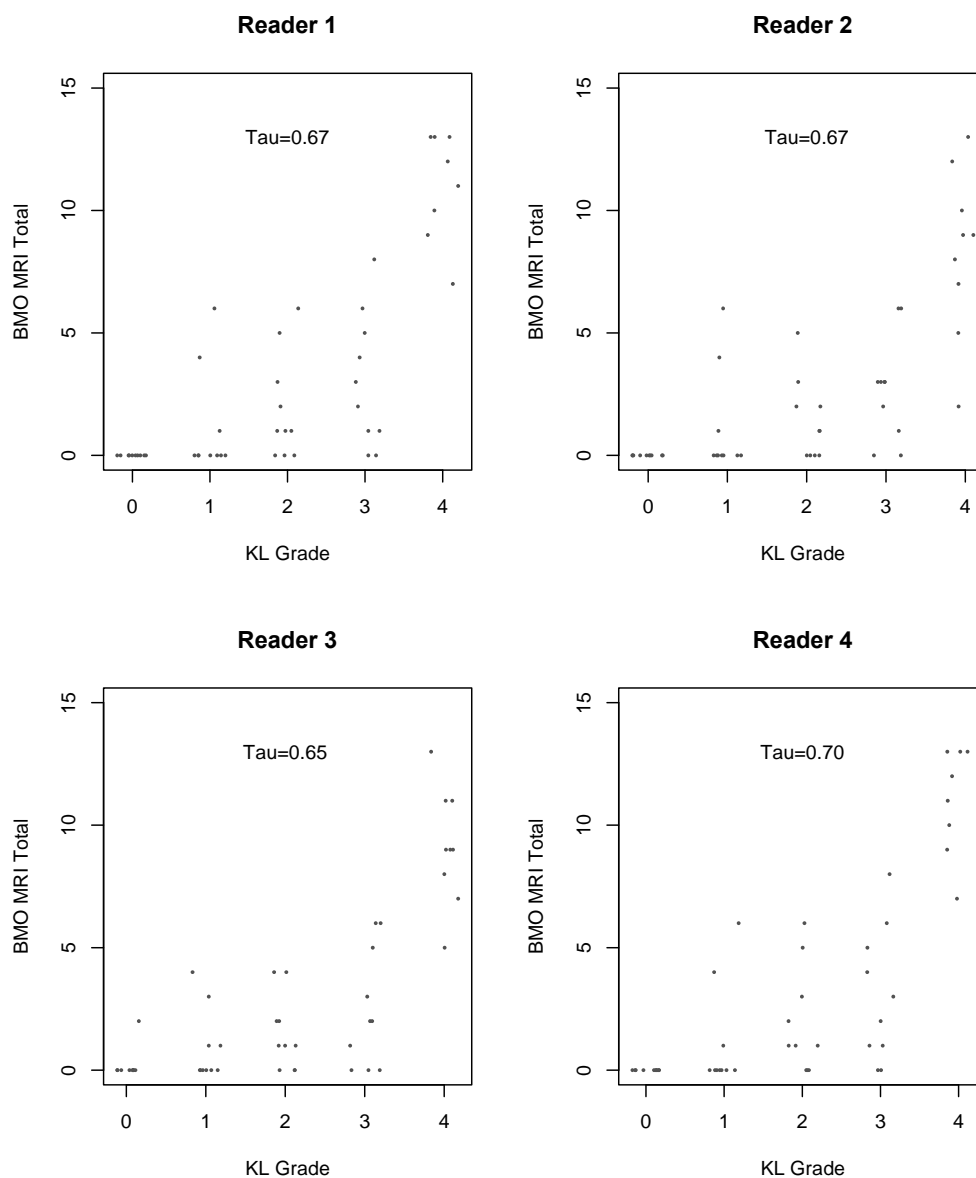 Reader 1
15
Tau=0.67
10
BMO MRI Total
5
0
0 1 2 3 4
KL Grade
Reader 2
15
Tau=0.67
10
BMO MRI Total
5
0
0 1 2 3 4
KL Grade
Reader 3
15
Tau=0.65
10
BMO MRI Total
5
0
0 1 2 3 4
KL Grade
Reader 4
15
Tau=0.70
10
BMO MRI Total
5
0
0 1 2 3 4
KL Grade